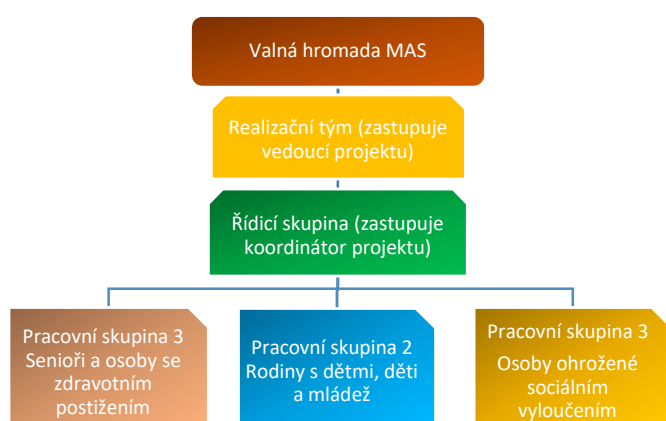 Valná hromada MAS
Realizační tým (zastupuje
vedoucí projektu)
Řídicí skupina (zastupuje
koordinátor projektu)
Pracovní skupina 3
Senioři a osoby se
zdravotním
postižením
Pracovní skupina 2
Rodiny s dětmi, děti
a mládež
Pracovní skupina 3
Osoby ohrožené
sociálním
vyloučením